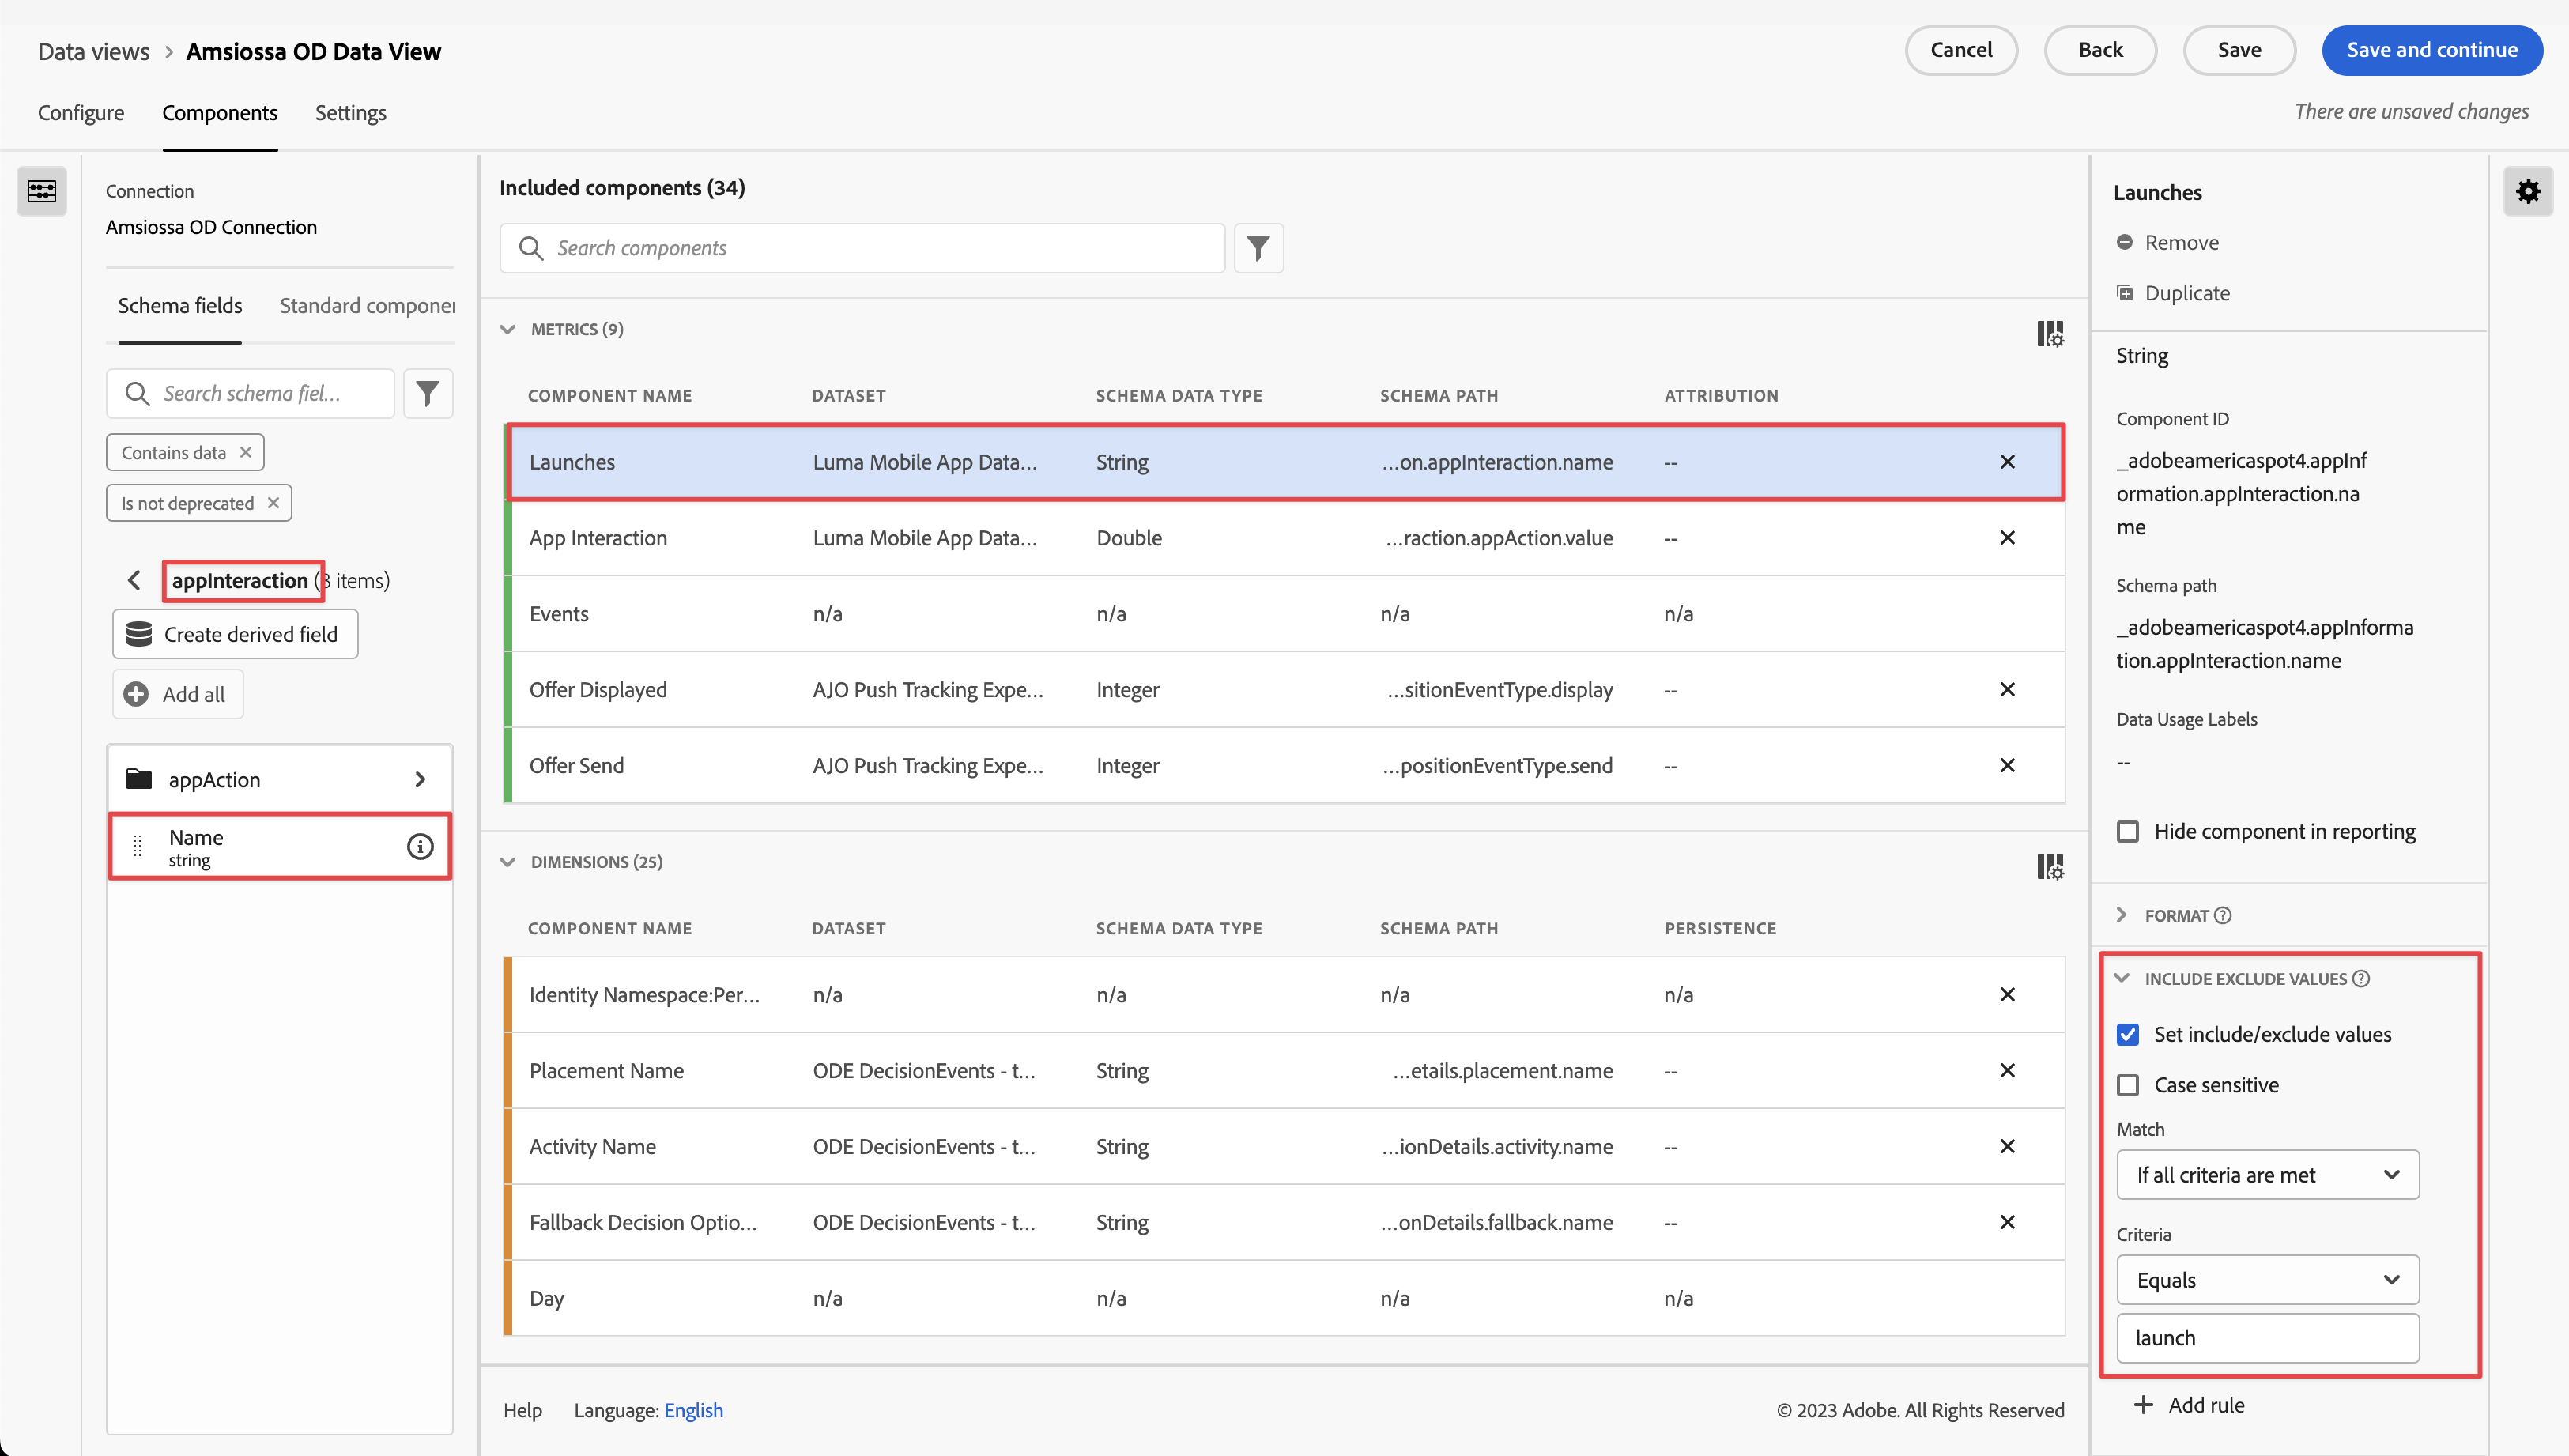 Data views > Amsiossa OD Data View
Cancel
Back
Save
Save and continue
Configure
Components
Settings
There are unsaved changes
Connection
Amsiossa OD Connection
Schema fields
Standard componen
Search schema fiel...
Contains data
Is not deprecated
appInteraction (3 items)
Create derived field
Add all
appAction
Name
string
Included components (34)
Search components
METRICS (9)
COMPONENT NAME DATASET SCHEMA DATA TYPE SCHEMA PATH ATTRIBUTION
Launches Luma Mobile App Data... String ...on.appInteraction.name --
App Interaction Luma Mobile App Data... Double ...raction.appAction.value --
Events n/a n/a n/a n/a
Offer Displayed AJO Push Tracking Expe... Integer ...sitionEventType.display --
Offer Send AJO Push Tracking Expe... Integer ...positionEventType.send --
DIMENSIONS (25)
COMPONENT NAME DATASET SCHEMA DATA TYPE SCHEMA PATH PERSISTENCE
Identity Namespace:Per... n/a n/a n/a n/a
Placement Name ODE DecisionEvents - t... String ...etails.placement.name --
Activity Name ODE DecisionEvents - t... String ...ionDetails.activity.name --
Fallback Decision Optio... ODE DecisionEvents - t... String ...onDetails.fallback.name --
Day n/a n/a n/a n/a
Help
Language: English
© 2023 Adobe. All Rights Reserved
Launches
Remove
Duplicate
String
Component ID
_adobeamericaspot4.appInf
ormation.appInteraction.na
me
Schema path
_adobeamericaspot4.appInforma
tion.appInteraction.name
Data Usage Labels
--
Hide component in reporting
FORMAT
INCLUDE EXCLUDE VALUES
Set include/exclude values
Case sensitive
Match
If all criteria are met
Criteria
Equals
launch
Add rule